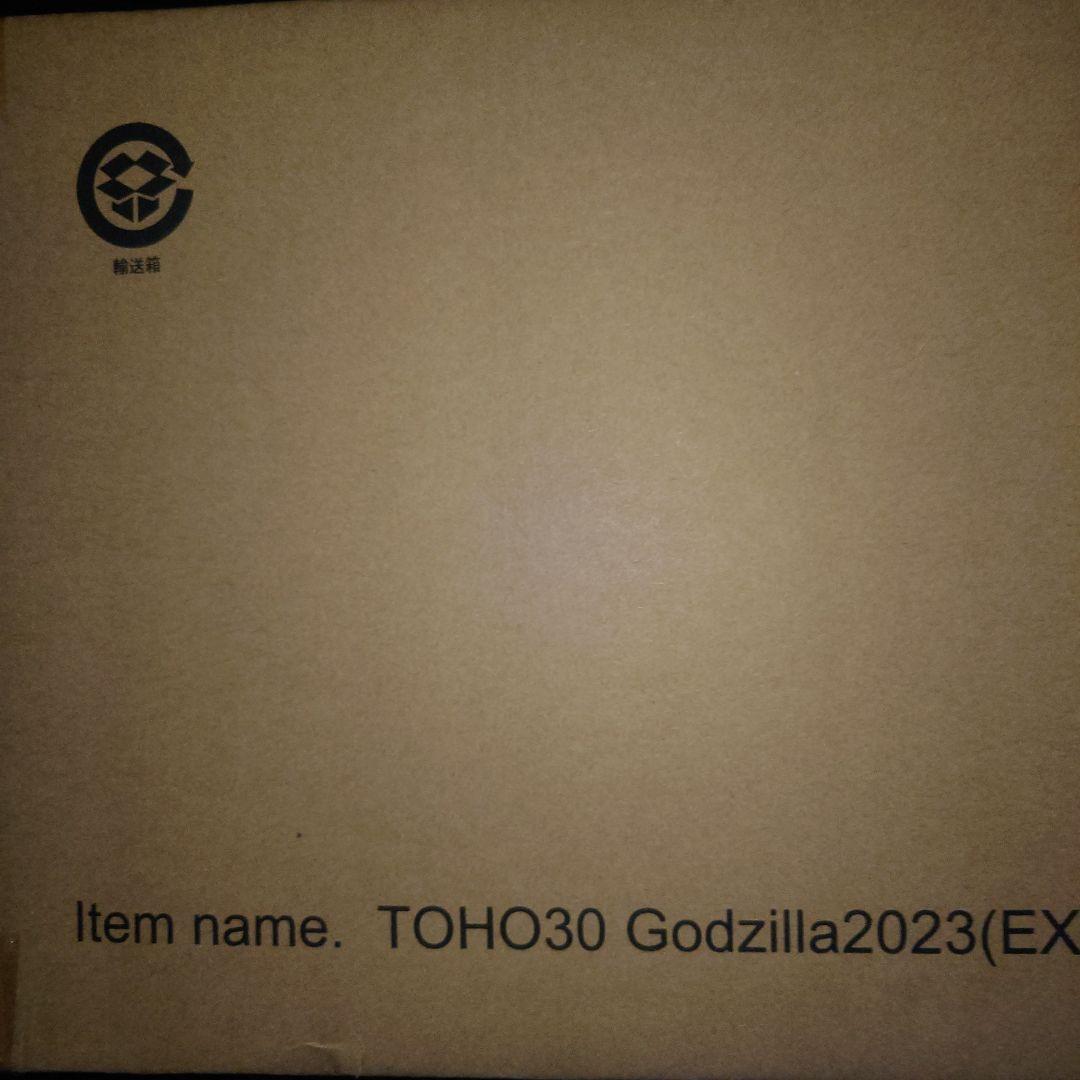 輸送箱
Item name. TOHO30 Godzilla2023(EX